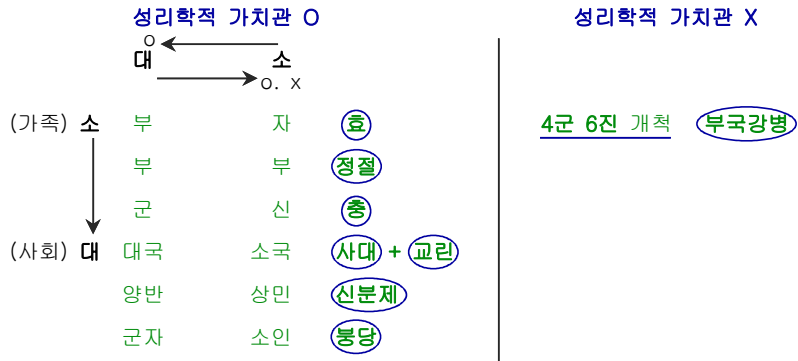 성리학적 가치관 O
성리학적 가치관 X
O
대 소
O. X
(가족) 소 부 자 효
4군 6진 개척 부국강병
부 부 정절
군 신 충
(사회) 대 대국 소국 사대 + 교린
양반 상민 신분제
군자 소인 붕당